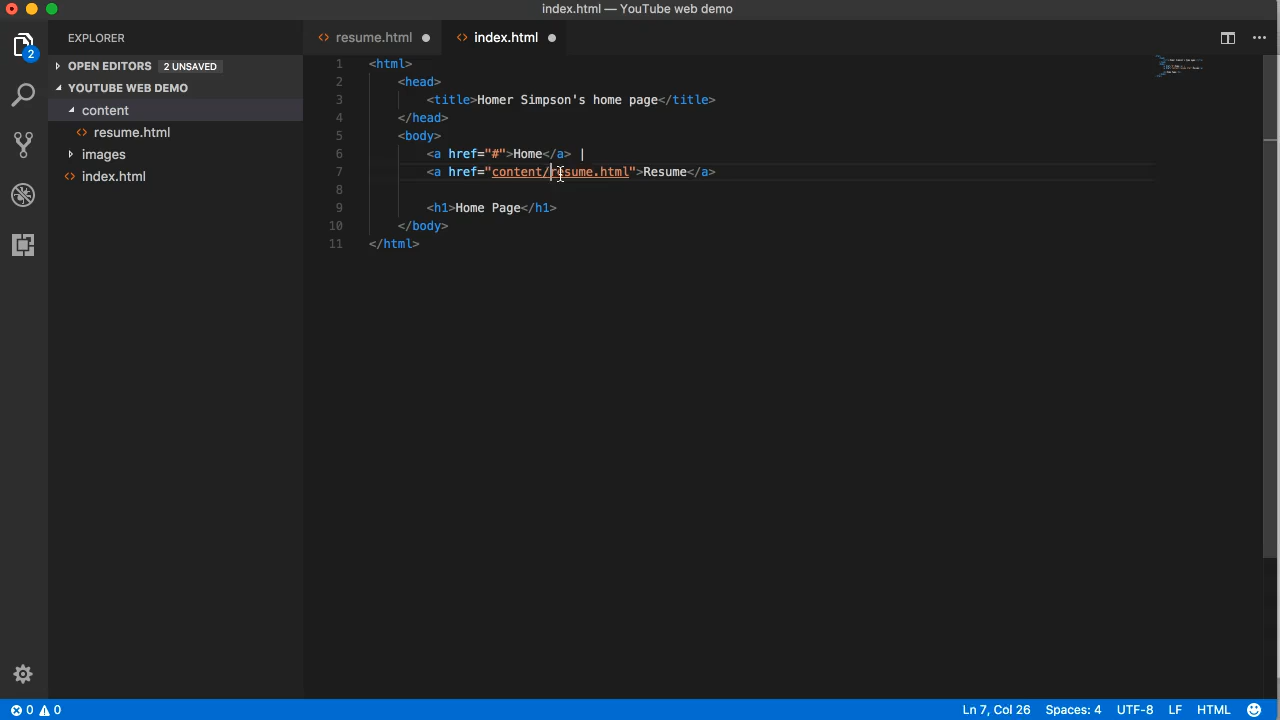 index.html — YouTube web demo
EXPLORER
resume.html
index.html
2
OPEN EDITORS 2 UNSAVED
YOUTUBE WEB DEMO
content
resume.html
images
index.html
1 <html>
2 <head>
3 <title>Homer Simpson's home page</title>
4 </head>
5 <body>
6 <a href="#">Home</a> |
7 <a href="content/resume.html">Resume</a>
8
9 <h1>Home Page</h1>
10 </body>
11 </html>
0 0 Ln 7, Col 26 Spaces: 4 UTF-8 LF HTML